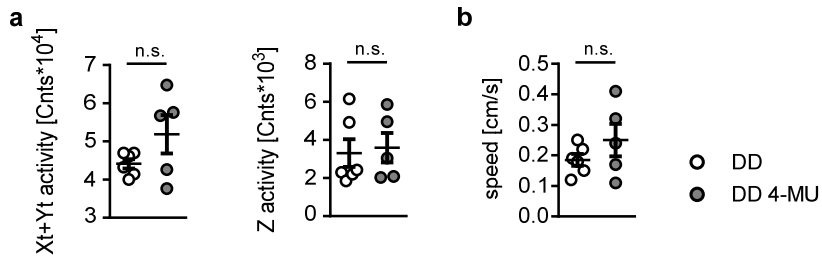 a
Xt+Yt activity [Cnts*10⁴]
7
6
5
4
3
n.s.
Z activity [Cnts*10³]
8
6
4
2
0
n.s.
b
speed [cm/s]
0.5
0.4
0.3
0.2
0.1
0.0
n.s.
DD
DD 4-MU